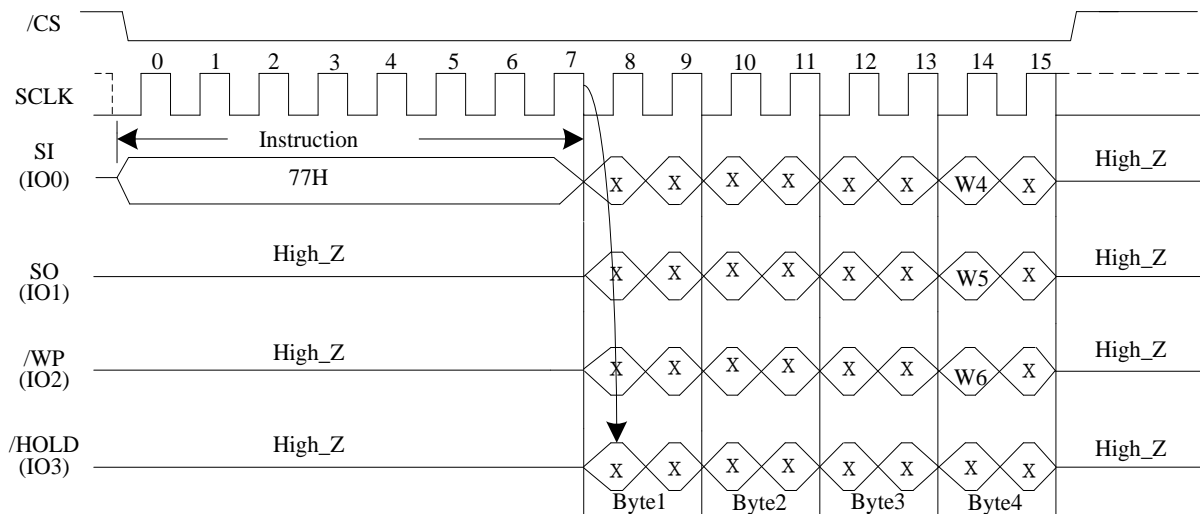 /CS
0 1 2 3 4 5 6 7 8 9 10 11 12 13 14 15
SCLK
Instruction
SI
(IO0)
77H
X X X X X X W4 X
High_Z
SO
(IO1)
High_Z
X X X X X X W5 X
High_Z
/WP
(IO2)
High_Z
X X X X X X W6 X
High_Z
/HOLD
(IO3)
High_Z
X X X X X X X X
High_Z
Byte1 Byte2 Byte3 Byte4